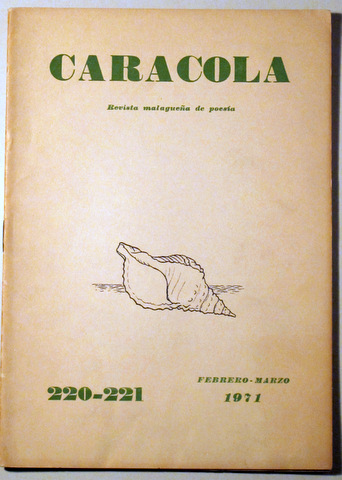 CARACOLA
Revista malagueña de poesía
FEBRERO-MARZO
220-221
1971